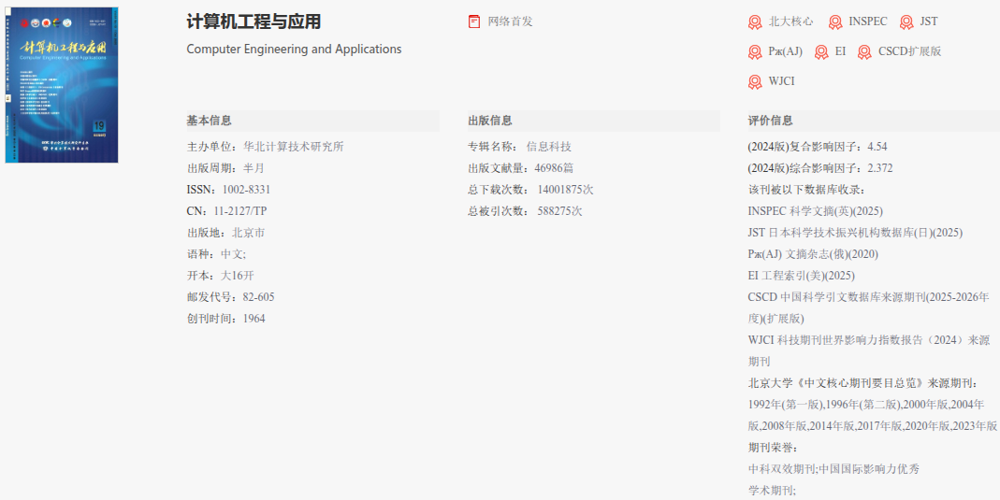 计算机工程与应用
Computer Engineering and Applications
19
计算机工程与应用
Computer Engineering and Applications
网络首发
北大核心 INSPEC JST
Pж(AJ) EI CSCD扩展版
WJCI
基本信息
主办单位：华北计算技术研究所
出版周期：半月
ISSN：1002-8331
CN：11-2127/TP
出版地：北京市
语种：中文;
开本：大16开
邮发代号：82-605
创刊时间：1964
出版信息
专辑名称： 信息科技
出版文献量：46986篇
总下载次数： 14001875次
总被引次数： 588275次
评价信息
(2024版)复合影响因子：4.54
(2024版)综合影响因子：2.372
该刊被以下数据库收录：
INSPEC 科学文摘(英)(2025)
JST 日本科学技术振兴机构数据库(日)(2025)
Pж(AJ) 文摘杂志(俄)(2020)
EI 工程索引(美)(2025)
CSCD 中国科学引文数据库来源期刊(2025-2026年
度)(扩展版)
WJCI 科技期刊世界影响力指数报告（2024）来源
期刊
北京大学《中文核心期刊要目总览》来源期刊：
1992年(第一版),1996年(第二版),2000年版,2004年
版,2008年版,2014年版,2017年版,2020年版,2023年版
期刊荣誉：
中科双效期刊;中国国际影响力优秀
学术期刊;